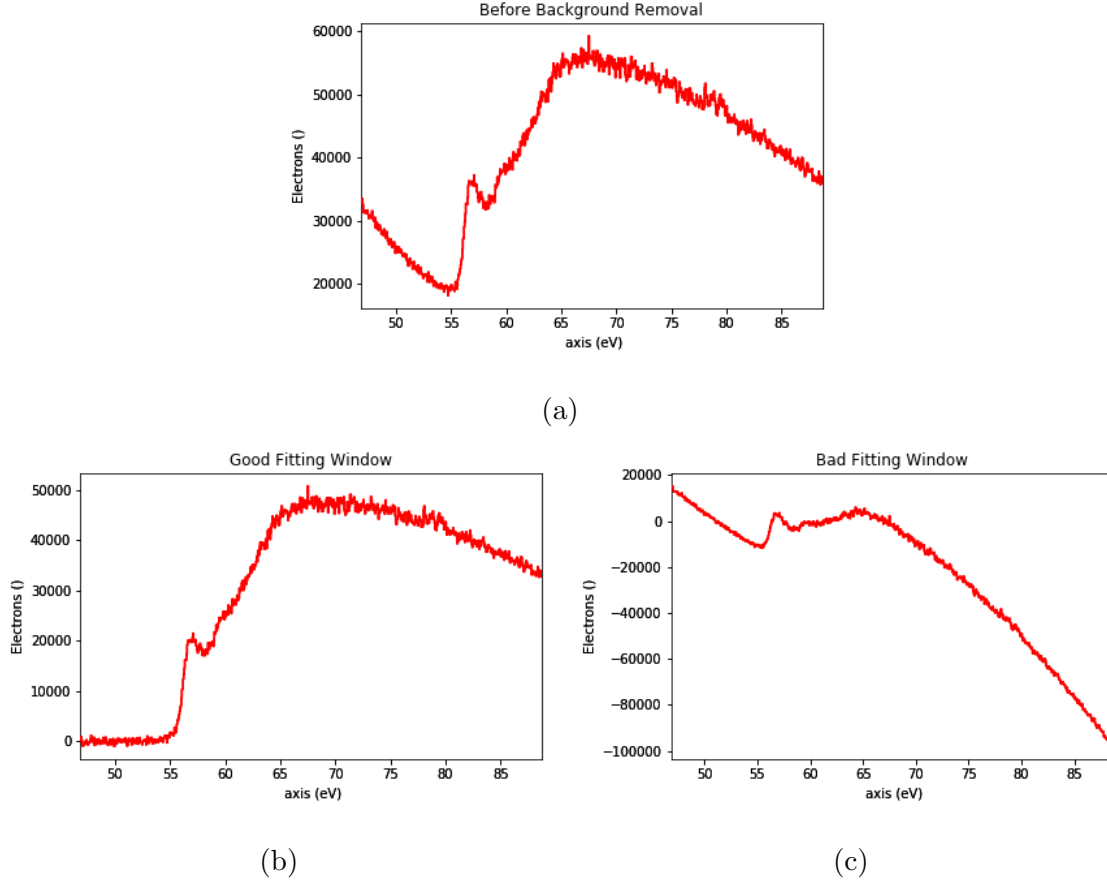 Before Background Removal
60000
50000
40000
30000
20000
Electrons ()
50 55 60 65 70 75 80 85
axis (eV)
(a)
Good Fitting Window
50000
40000
30000
20000
10000
0
Electrons ()
50 55 60 65 70 75 80 85
axis (eV)
(b)
Bad Fitting Window
20000
0
−20000
−40000
−60000
−80000
−100000
Electrons ()
50 55 60 65 70 75 80 85
axis (eV)
(c)